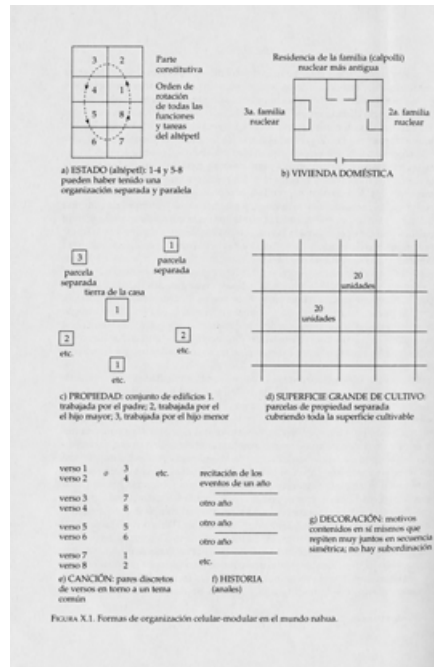 3 2
4 1
5 8
6 7
Parte
constitutiva
Orden de
rotación
de todas las
funciones
y tareas
del altépetl
a) ESTADO (altépetl): 1-4 y 5-8
pueden haber tenido una
organización separada y paralela
Residencia de la familia (calpolli)
nuclear más antigua
3a. familia
nuclear
2a. familia
nuclear
b) VIVIENDA DOMÉSTICA
3
parcela
separada
1
parcela
separada
tierra de la casa
1
2
etc.
2
etc.
1
etc.
c) PROPIEDAD: conjunto de edificios 1.
trabajada por el padre; 2, trabajada por el
el hijo mayor; 3, trabajada por el hijo menor
20
unidades
20
unidades
d) SUPERFICIE GRANDE DE CULTIVO:
parcelas de propiedad separada
cubriendo toda la superficie cultivable
verso 1 o 3 etc.
verso 2 4
verso 3 7
verso 4 8
verso 5 5
verso 6 6
verso 7 1
verso 8 2
e) CANCIÓN: pares discretos
de versos en torno a un tema
común
recitación de los
eventos de un año
otro año
otro año
otro año
etc.
f) HISTORIA
(anales)
g) DECORACIÓN: motivos
contenidos en sí mismos que
repiten muy juntos en secuencia
simétrica; no hay subordinación
FIGURA X.1. Formas de organización celular-modular en el mundo nahua.